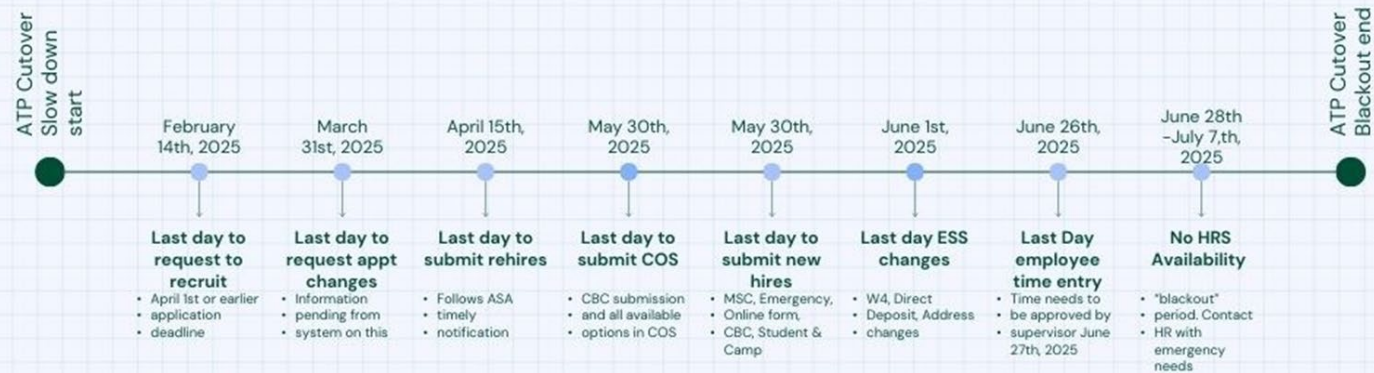 ATP Cutover
Slow down
start
February
14th, 2025
Last day to
request to
recruit
• April 1st or earlier
• application
• deadline
March
31st, 2025
Last day to
request appt
changes
• Information
• pending from
• system on this
April 15th,
2025
Last day to
submit rehires
• Follows ASA
• timely
• notification
May 30th,
2025
Last day to
submit COS
• CBC submission
• and all available
• options in COS
May 30th,
2025
Last day to
submit new
hires
• MSC, Emergency,
• Online form,
• CBC, Student &
Camp
June 1st,
2025
Last day ESS
changes
• W4, Direct
• Deposit, Address
• changes
June 26th,
2025
Last Day
employee
time entry
• Time needs to
• be approved by
• supervisor June
27th, 2025
June 28th
-July 7,th,
2025
No HRS
Availability
• "blackout"
• period. Contact
• HR with
emergency
needs
ATP Cutover
Blackout end